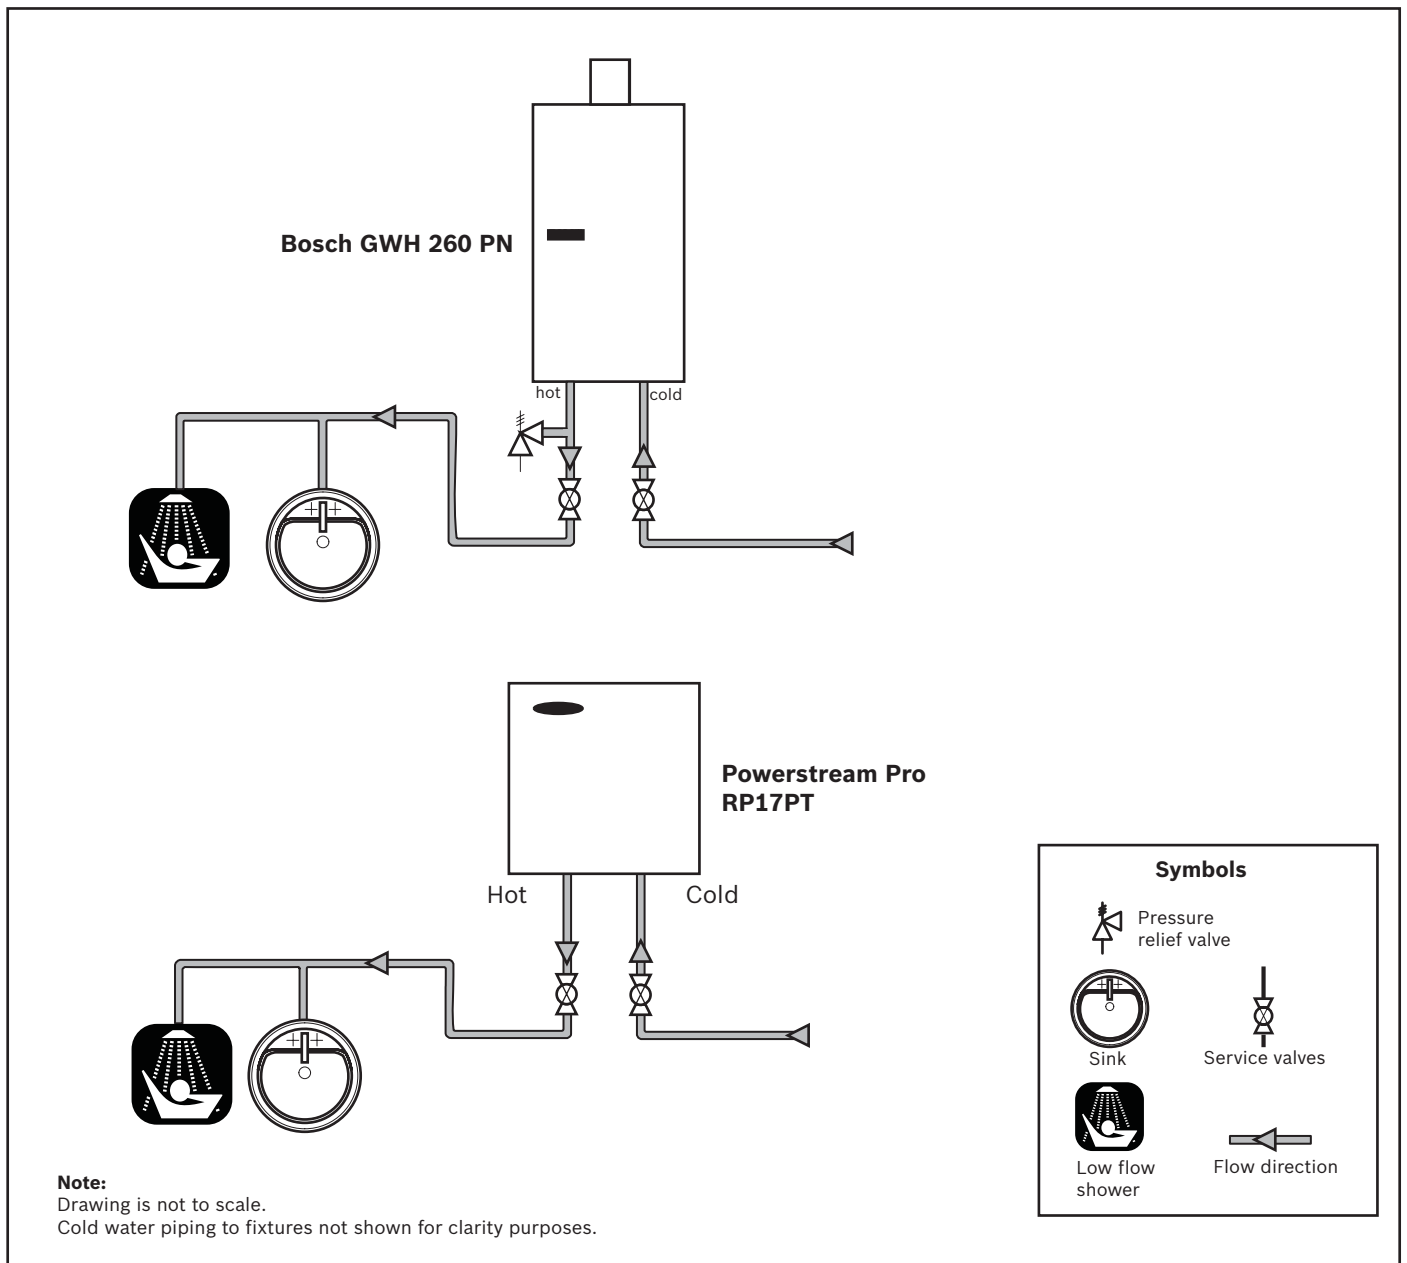 Bosch GWH 260 PN
hot
cold
Powerstream Pro
RP17PT
Hot
Cold
Symbols
Pressure
relief valve
Sink
Service valves
Low flow
shower
Flow direction
Note:
Drawing is not to scale.
Cold water piping to fixtures not shown for clarity purposes.